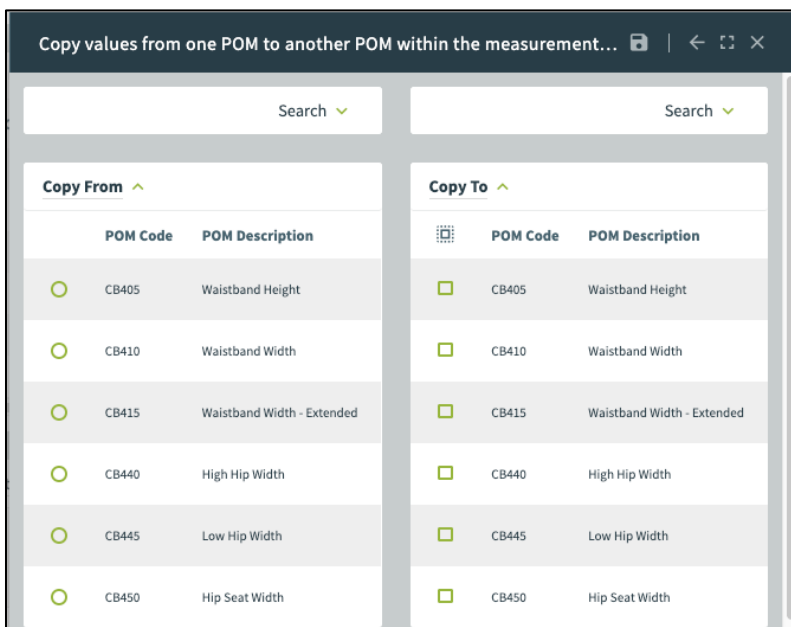 Copy values from one POM to another POM within the measurement...
Search
Search
Copy From
POM Code POM Description
CB405 Waistband Height
CB410 Waistband Width
CB415 Waistband Width - Extended
CB440 High Hip Width
CB445 Low Hip Width
CB450 Hip Seat Width
Copy To
POM Code POM Description
CB405 Waistband Height
CB410 Waistband Width
CB415 Waistband Width - Extended
CB440 High Hip Width
CB445 Low Hip Width
CB450 Hip Seat Width